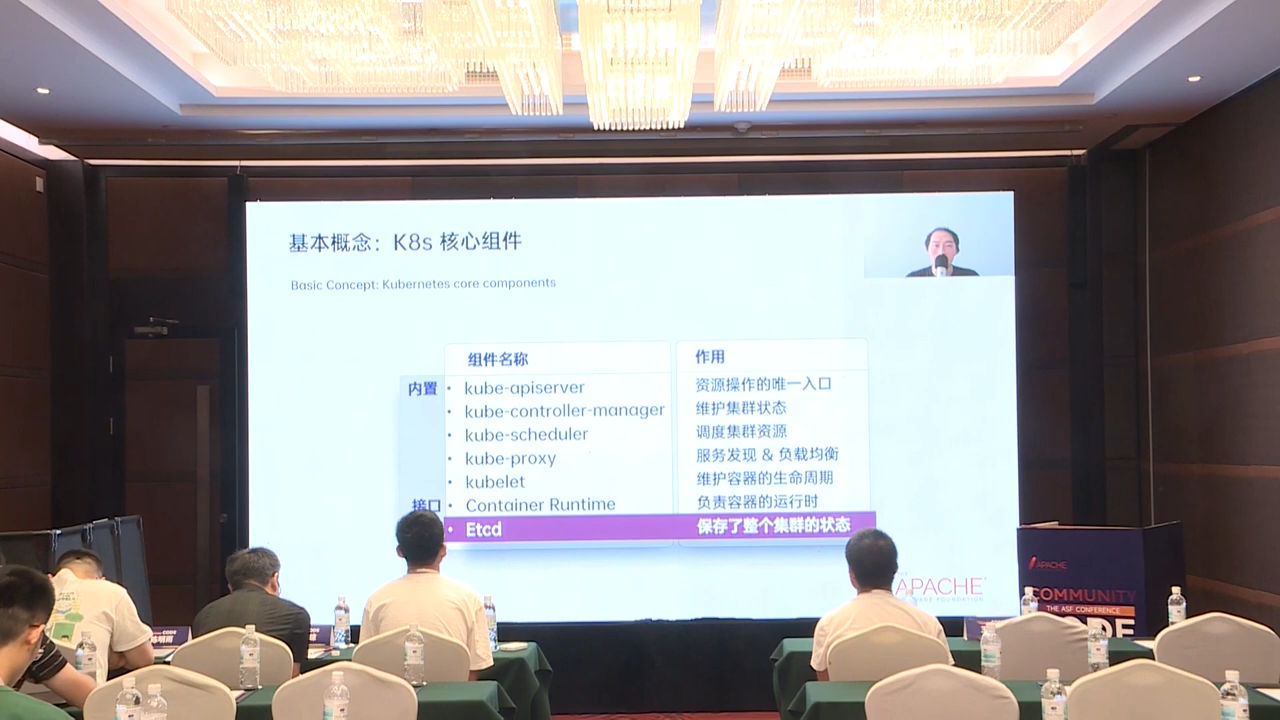 基本概念：K8s 核心组件
Basic Concept: Kubernetes core components
组件名称
作用
内置
• kube-apiserver
资源操作的唯一入口
• kube-controller-manager
维护集群状态
• kube-scheduler
调度集群资源
• kube-proxy
服务发现 & 负载均衡
• kubelet
维护容器的生命周期
接口
• Container Runtime
负责容器的运行时
• Etcd
保存了整个集群的状态
APACHE
FOUNDATION
APACHE
COMMUNITY
THE ASF CONFERENCE
CODE